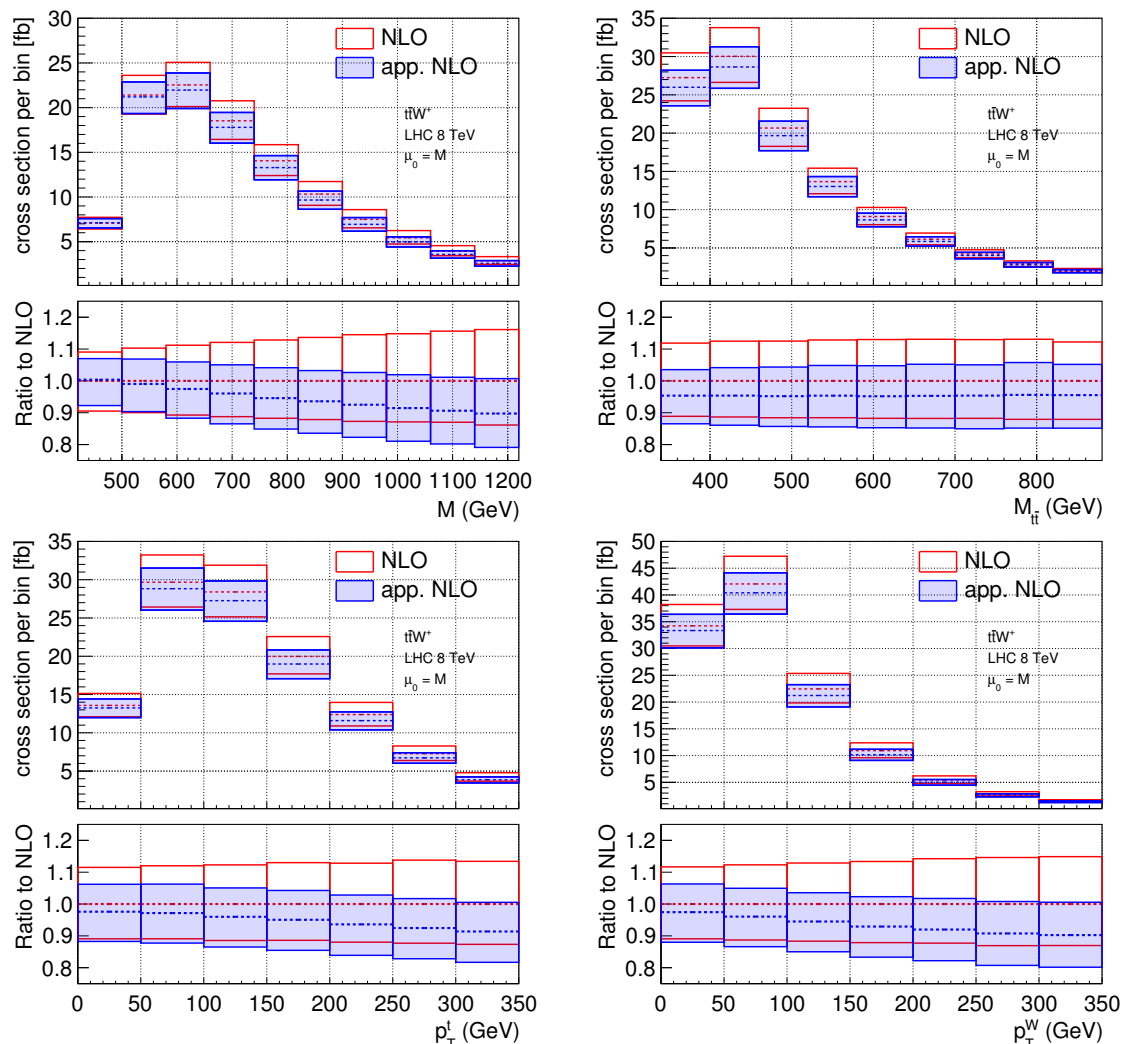 cross section per bin [fb]
30
25
20
15
10
5
NLO
app. NLO
tt̄W⁺
LHC 8 TeV
μ₀ = M
Ratio to NLO
1.2
1.1
1.0
0.9
0.8
500 600 700 800 900 1000 1100 1200
M (GeV)
cross section per bin [fb]
35
30
25
20
15
10
5
NLO
app. NLO
tt̄W⁺
LHC 8 TeV
μ₀ = M
Ratio to NLO
1.2
1.1
1.0
0.9
0.8
400 500 600 700 800
M_tt̄ (GeV)
cross section per bin [fb]
35
30
25
20
15
10
5
NLO
app. NLO
tt̄W⁺
LHC 8 TeV
μ₀ = M
Ratio to NLO
1.2
1.1
1.0
0.9
0.8
0 50 100 150 200 250 300 350
p_T^t (GeV)
cross section per bin [fb]
50
45
40
35
30
25
20
15
10
5
NLO
app. NLO
tt̄W⁺
LHC 8 TeV
μ₀ = M
Ratio to NLO
1.2
1.1
1.0
0.9
0.8
0 50 100 150 200 250 300 350
p_T^W (GeV)